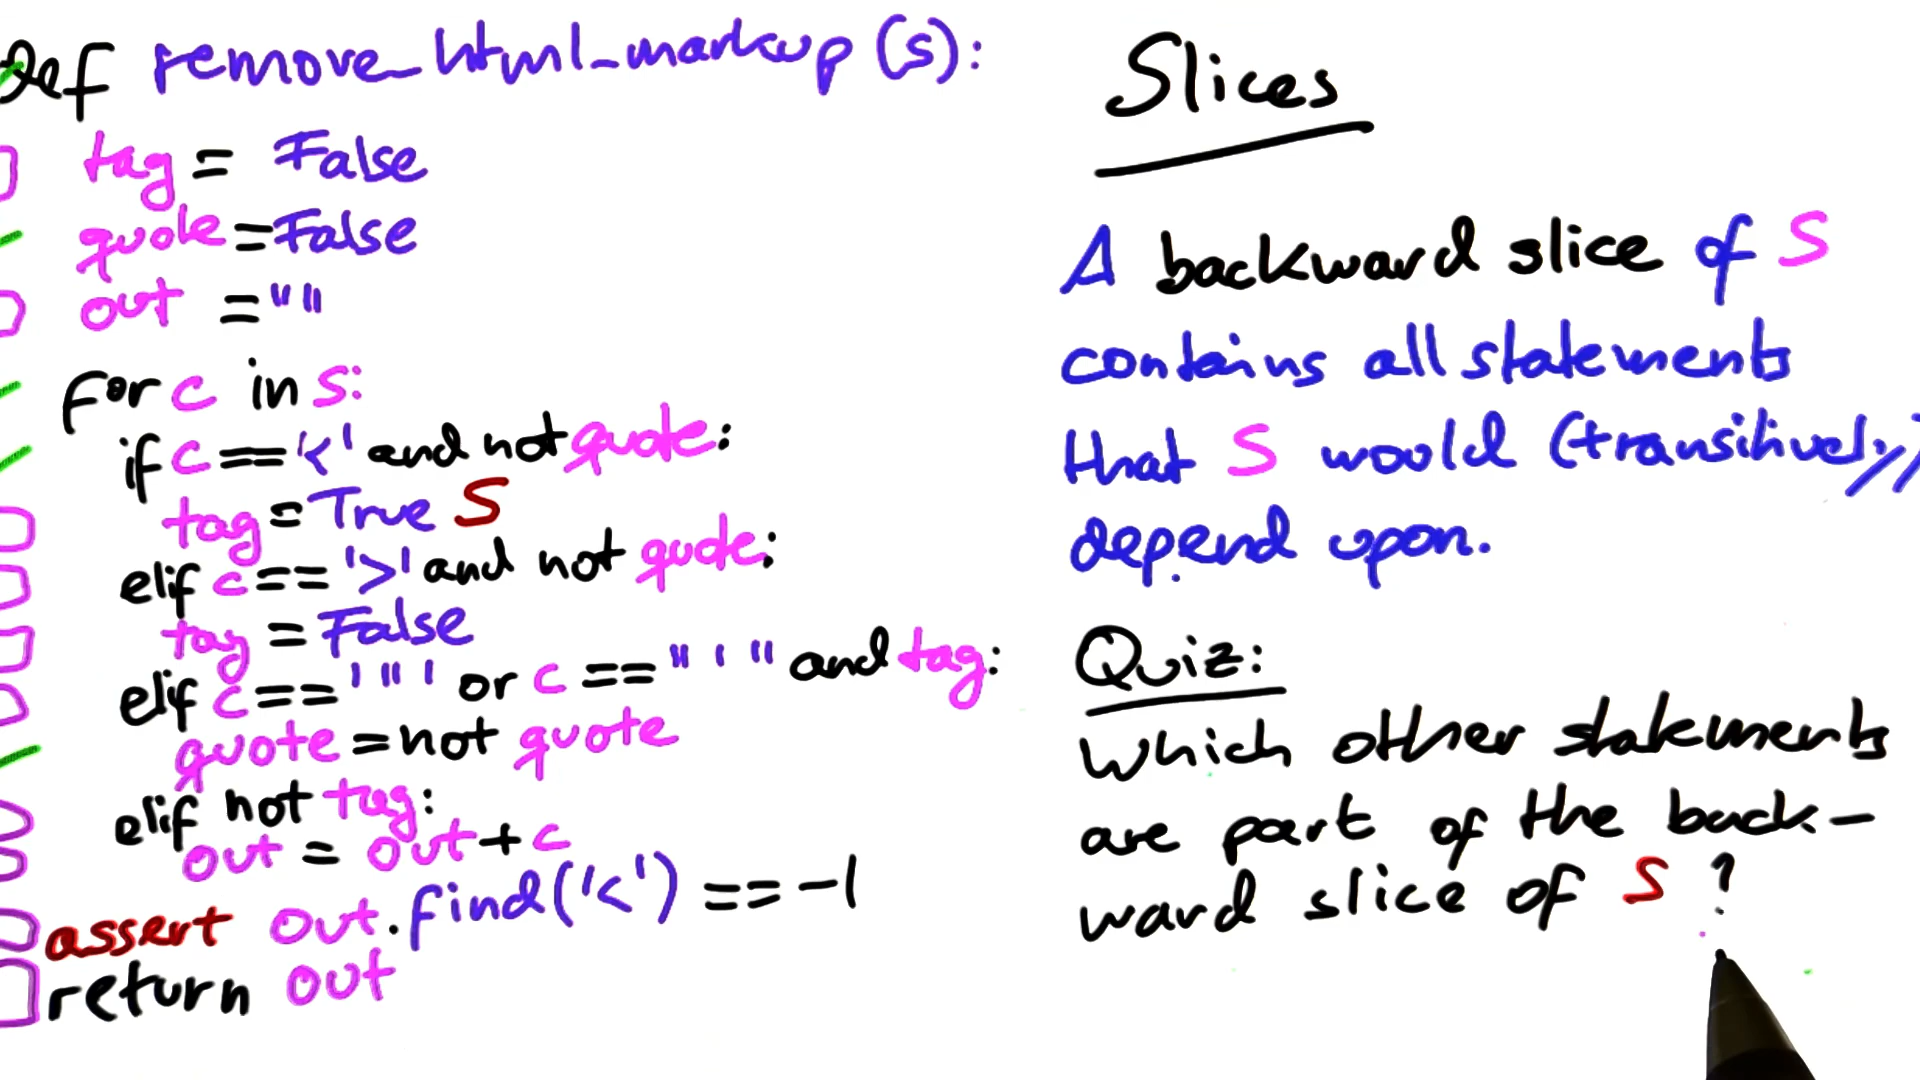 def remove_html_markup (s):
tag = False
quote = False
out = ""
for c in s:
if c == '<' and not quote:
tag = True S
elif c == '>' and not quote:
tag = False
elif c == '"' or c == "'" and tag:
quote = not quote
elif not tag:
out = out + c
assert out.find('<') == -1
return out
Slices
A backward slice of S
contains all statements
that S would (transitively)
depend upon.
Quiz:
Which other statements
are part of the back-
ward slice of S ?